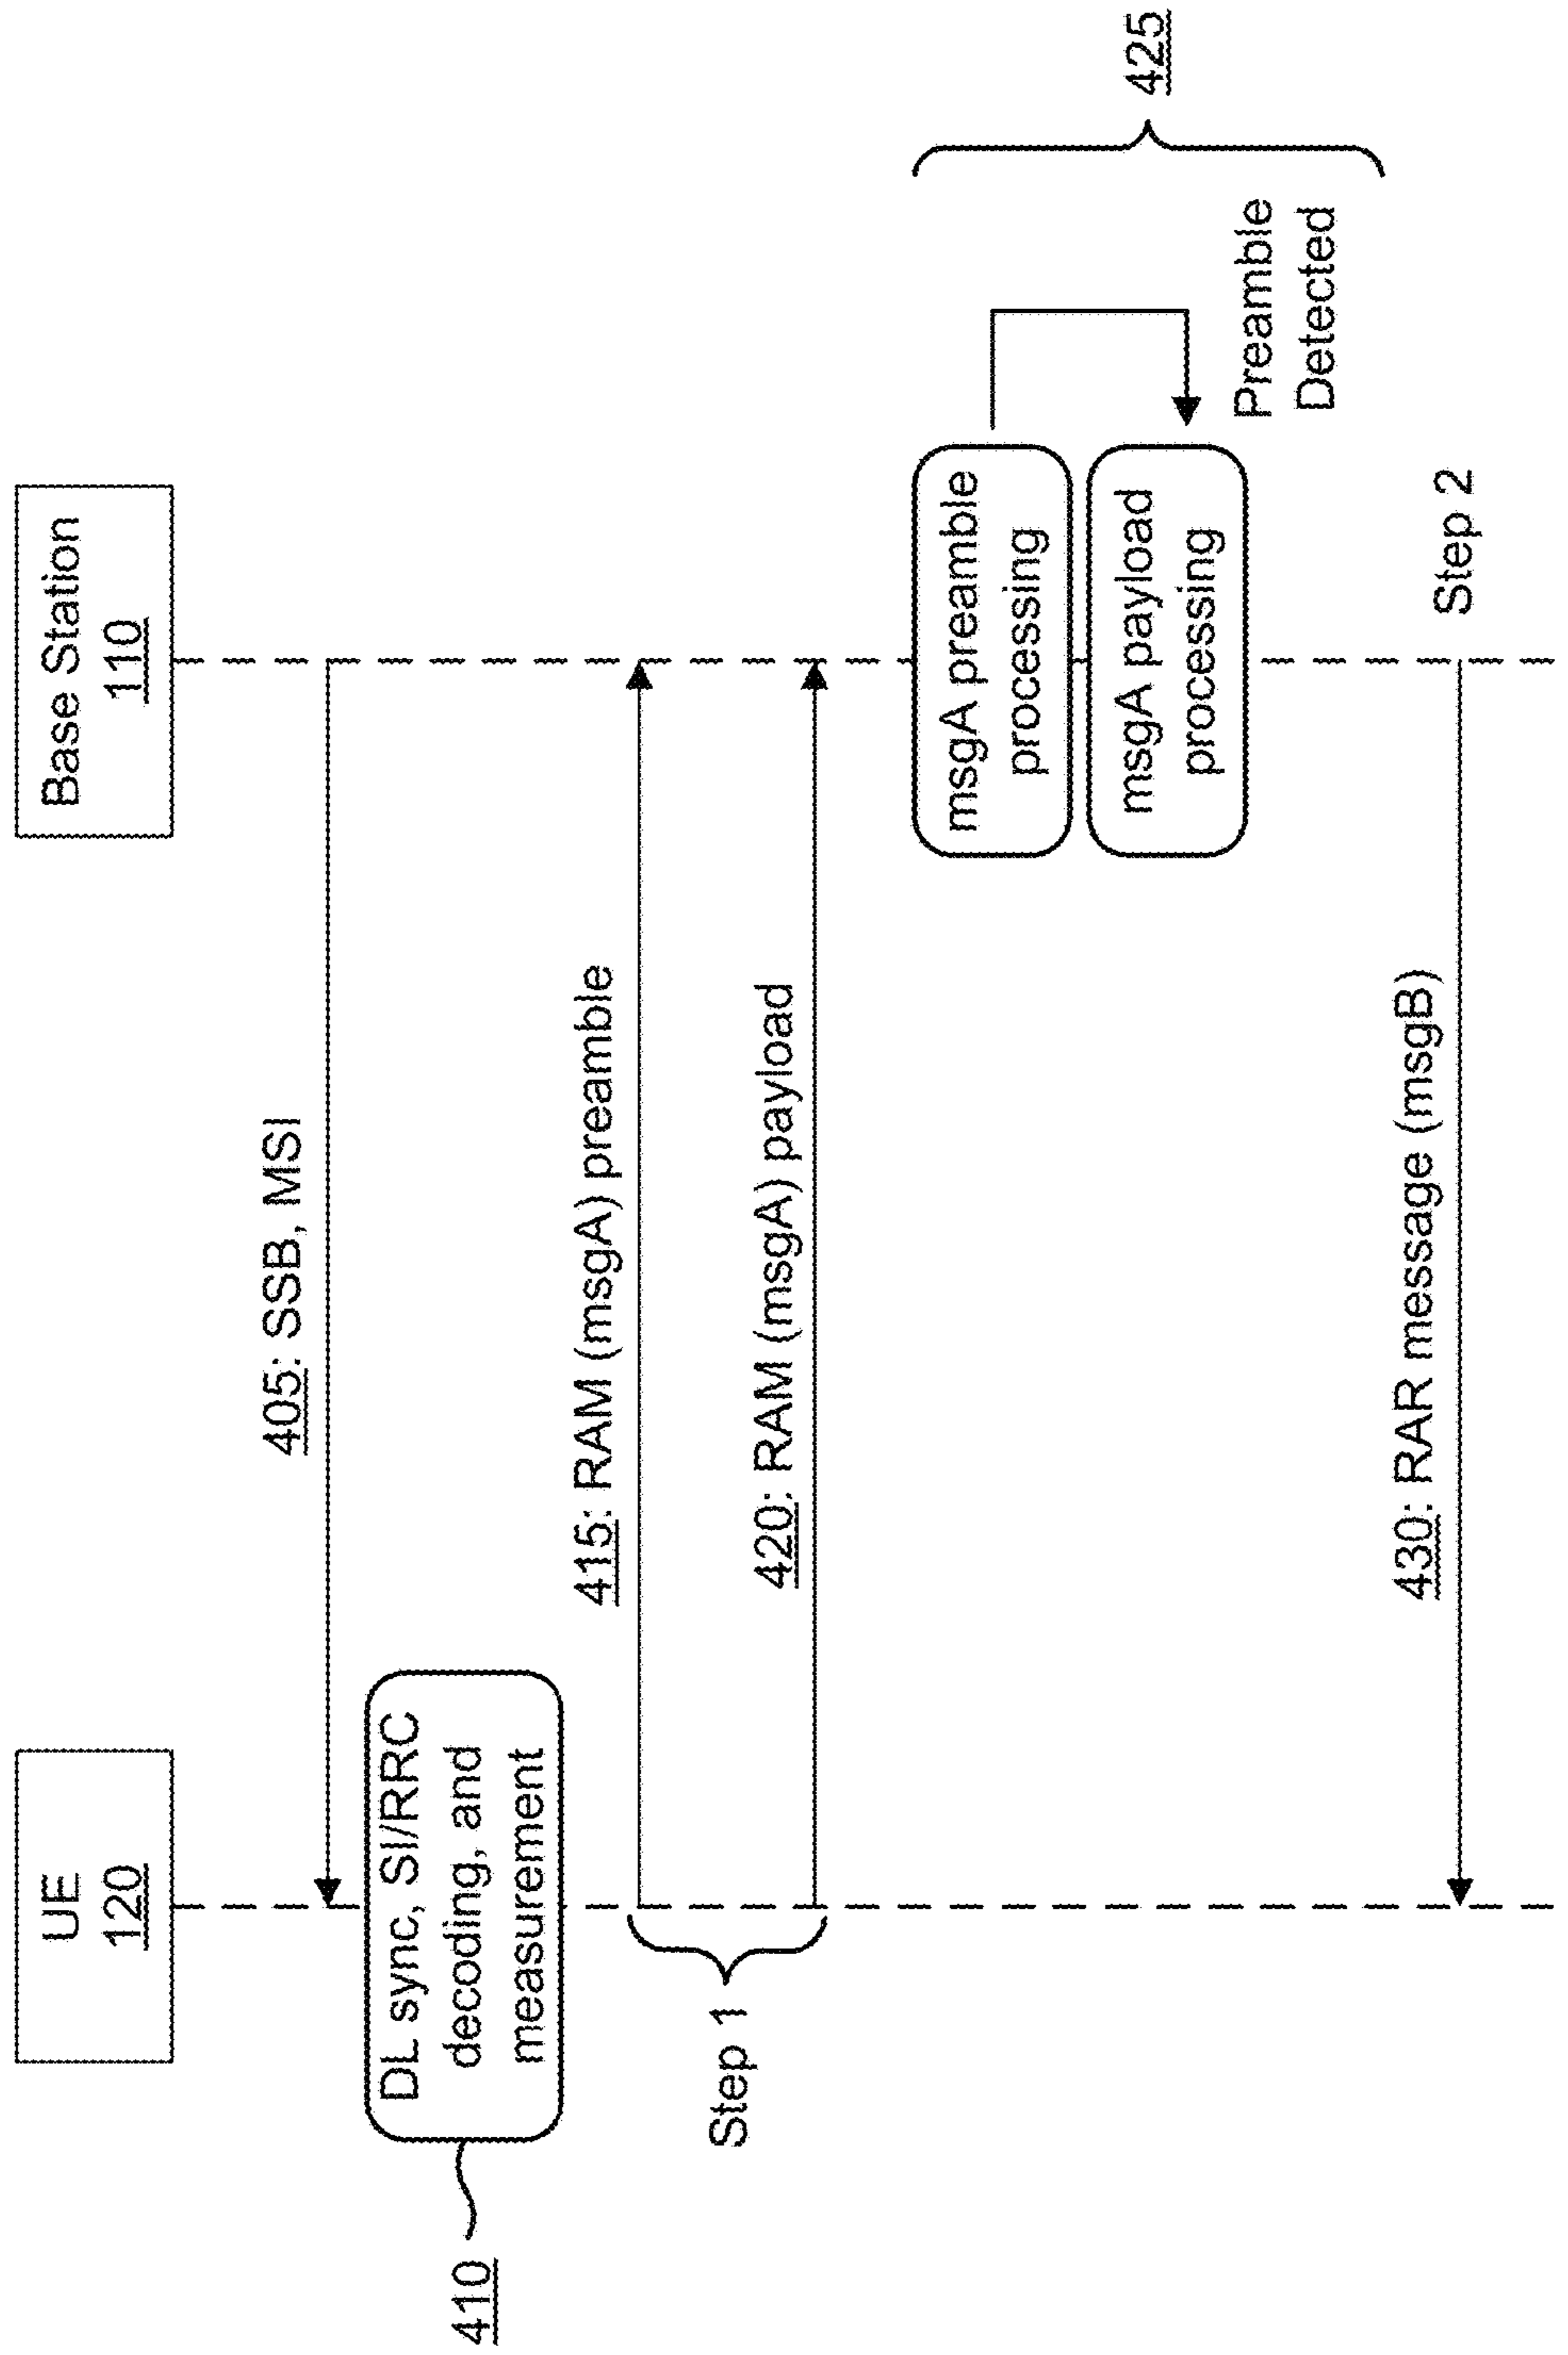 UE
120
Base Station
110
405: SSB, MSI
410
DL sync, SI/RRC
decoding, and
measurement
415: RAM (msgA) preamble
Step 1
420: RAM (msgA) payload
msgA preamble
processing
msgA payload
processing
Preamble
Detected
425
430: RAR message (msgB)
Step 2